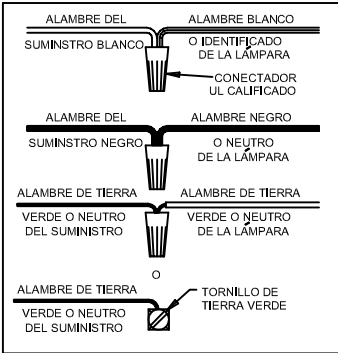 ALAMBRE DEL ALAMBRE BLANCO
SUMINSTRO BLANCO O IDENTIFICADO
DE LA LÁMPARA
CONECTADOR
UL CALIFICADO
ALAMBRE DEL ALAMBRE NEGRO
SUMINSTRO NEGRO O NEUTRO
DE LA LÁMPARA
ALAMBRE DE TIERRA ALAMBRE DE TIERRA
VERDE O NEUTRO VERDE O NEUTRO
DEL SUMINISTRO DE LA LÁMPARA
O
ALAMBRE DE TIERRA TORNILLO DE
TIERRA VERDE
VERDE O NEUTRO
DEL SUMINISTRO